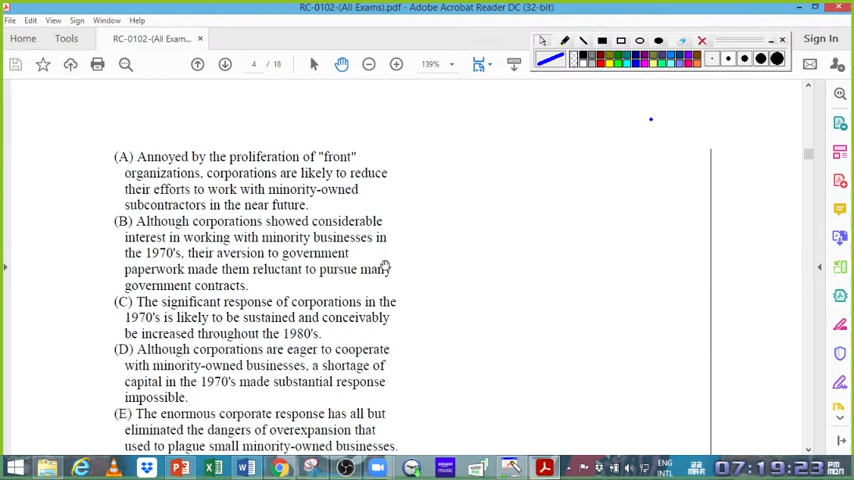 RC-0102-(All Exams).pdf - Adobe Acrobat Reader DC (32-bit)
File Edit View Sign Window Help
Home Tools RC-0102-(All Exam... × Sign In
4 / 18 139%
(A) Annoyed by the proliferation of "front"
organizations, corporations are likely to reduce
their efforts to work with minority-owned
subcontractors in the near future.
(B) Although corporations showed considerable
interest in working with minority businesses in
the 1970's, their aversion to government
paperwork made them reluctant to pursue many
government contracts.
(C) The significant response of corporations in the
1970's is likely to be sustained and conceivably
be increased throughout the 1980's.
(D) Although corporations are eager to cooperate
with minority-owned businesses, a shortage of
capital in the 1970's made substantial response
impossible.
(E) The enormous corporate response has all but
eliminated the dangers of overexpansion that
used to plague small minority-owned businesses.
ENG
INTL
22
MAR
07:19:23 PM